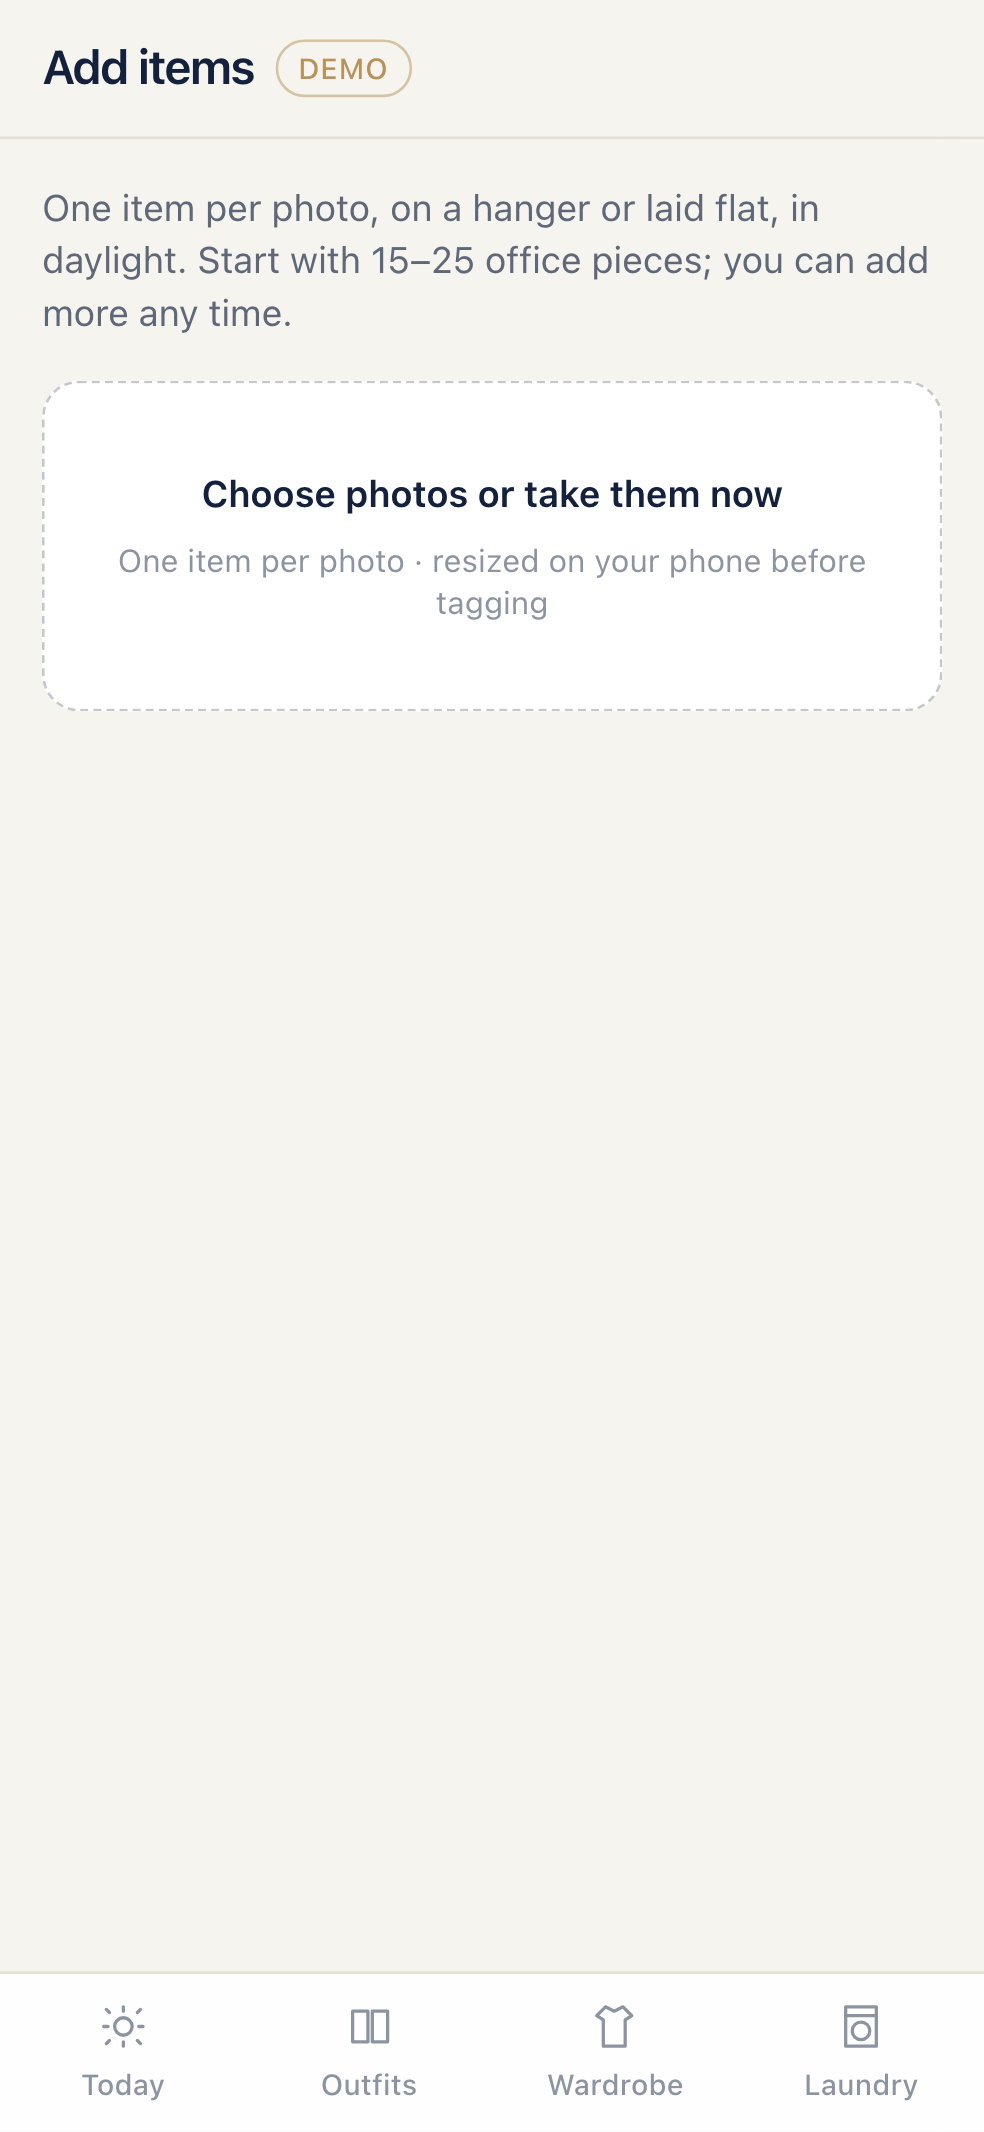 Add items
DEMO
One item per photo, on a hanger or laid flat, in
daylight. Start with 15–25 office pieces; you can add
more any time.
Choose photos or take them now
One item per photo · resized on your phone before
tagging
Today
Outfits
Wardrobe
Laundry